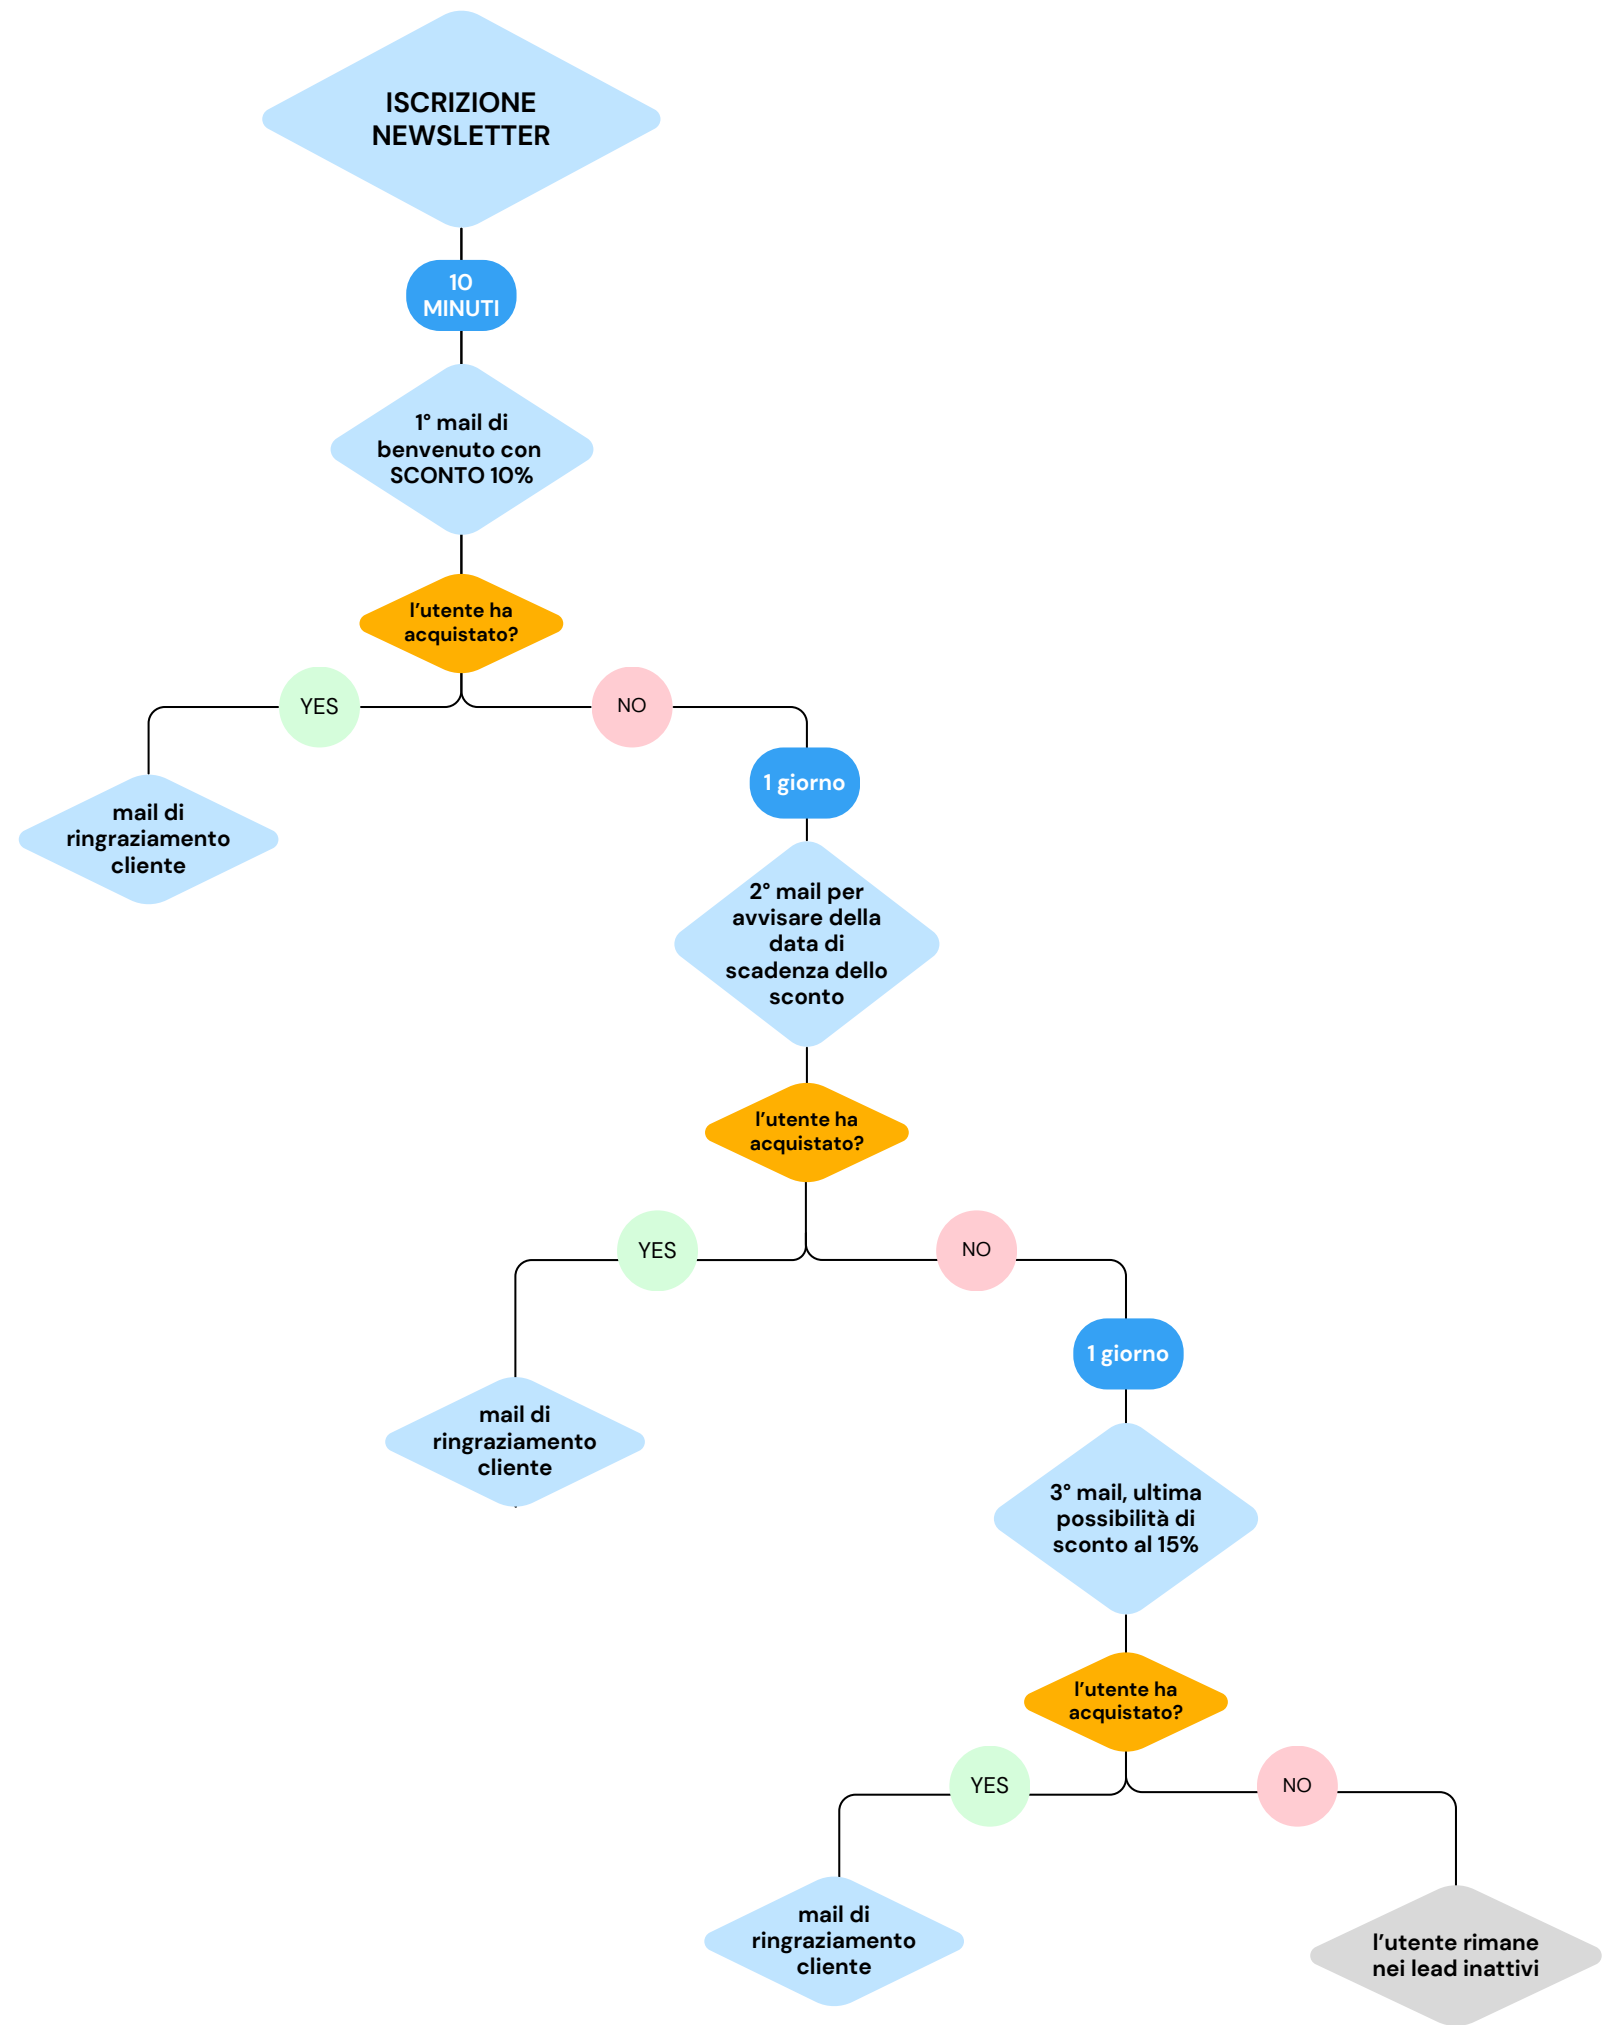 ISCRIZIONE
NEWSLETTER
10
MINUTI
1° mail di
benvenuto con
SCONTO 10%
l'utente ha
acquistato?
YES
NO
1 giorno
mail di
ringraziamento
cliente
2° mail per
avvisare della
data di
scadenza dello
sconto
l'utente ha
acquistato?
YES
NO
1 giorno
mail di
ringraziamento
cliente
3° mail, ultima
possibilità di
sconto al 15%
l'utente ha
acquistato?
YES
NO
mail di
ringraziamento
cliente
l'utente rimane
nei lead inattivi